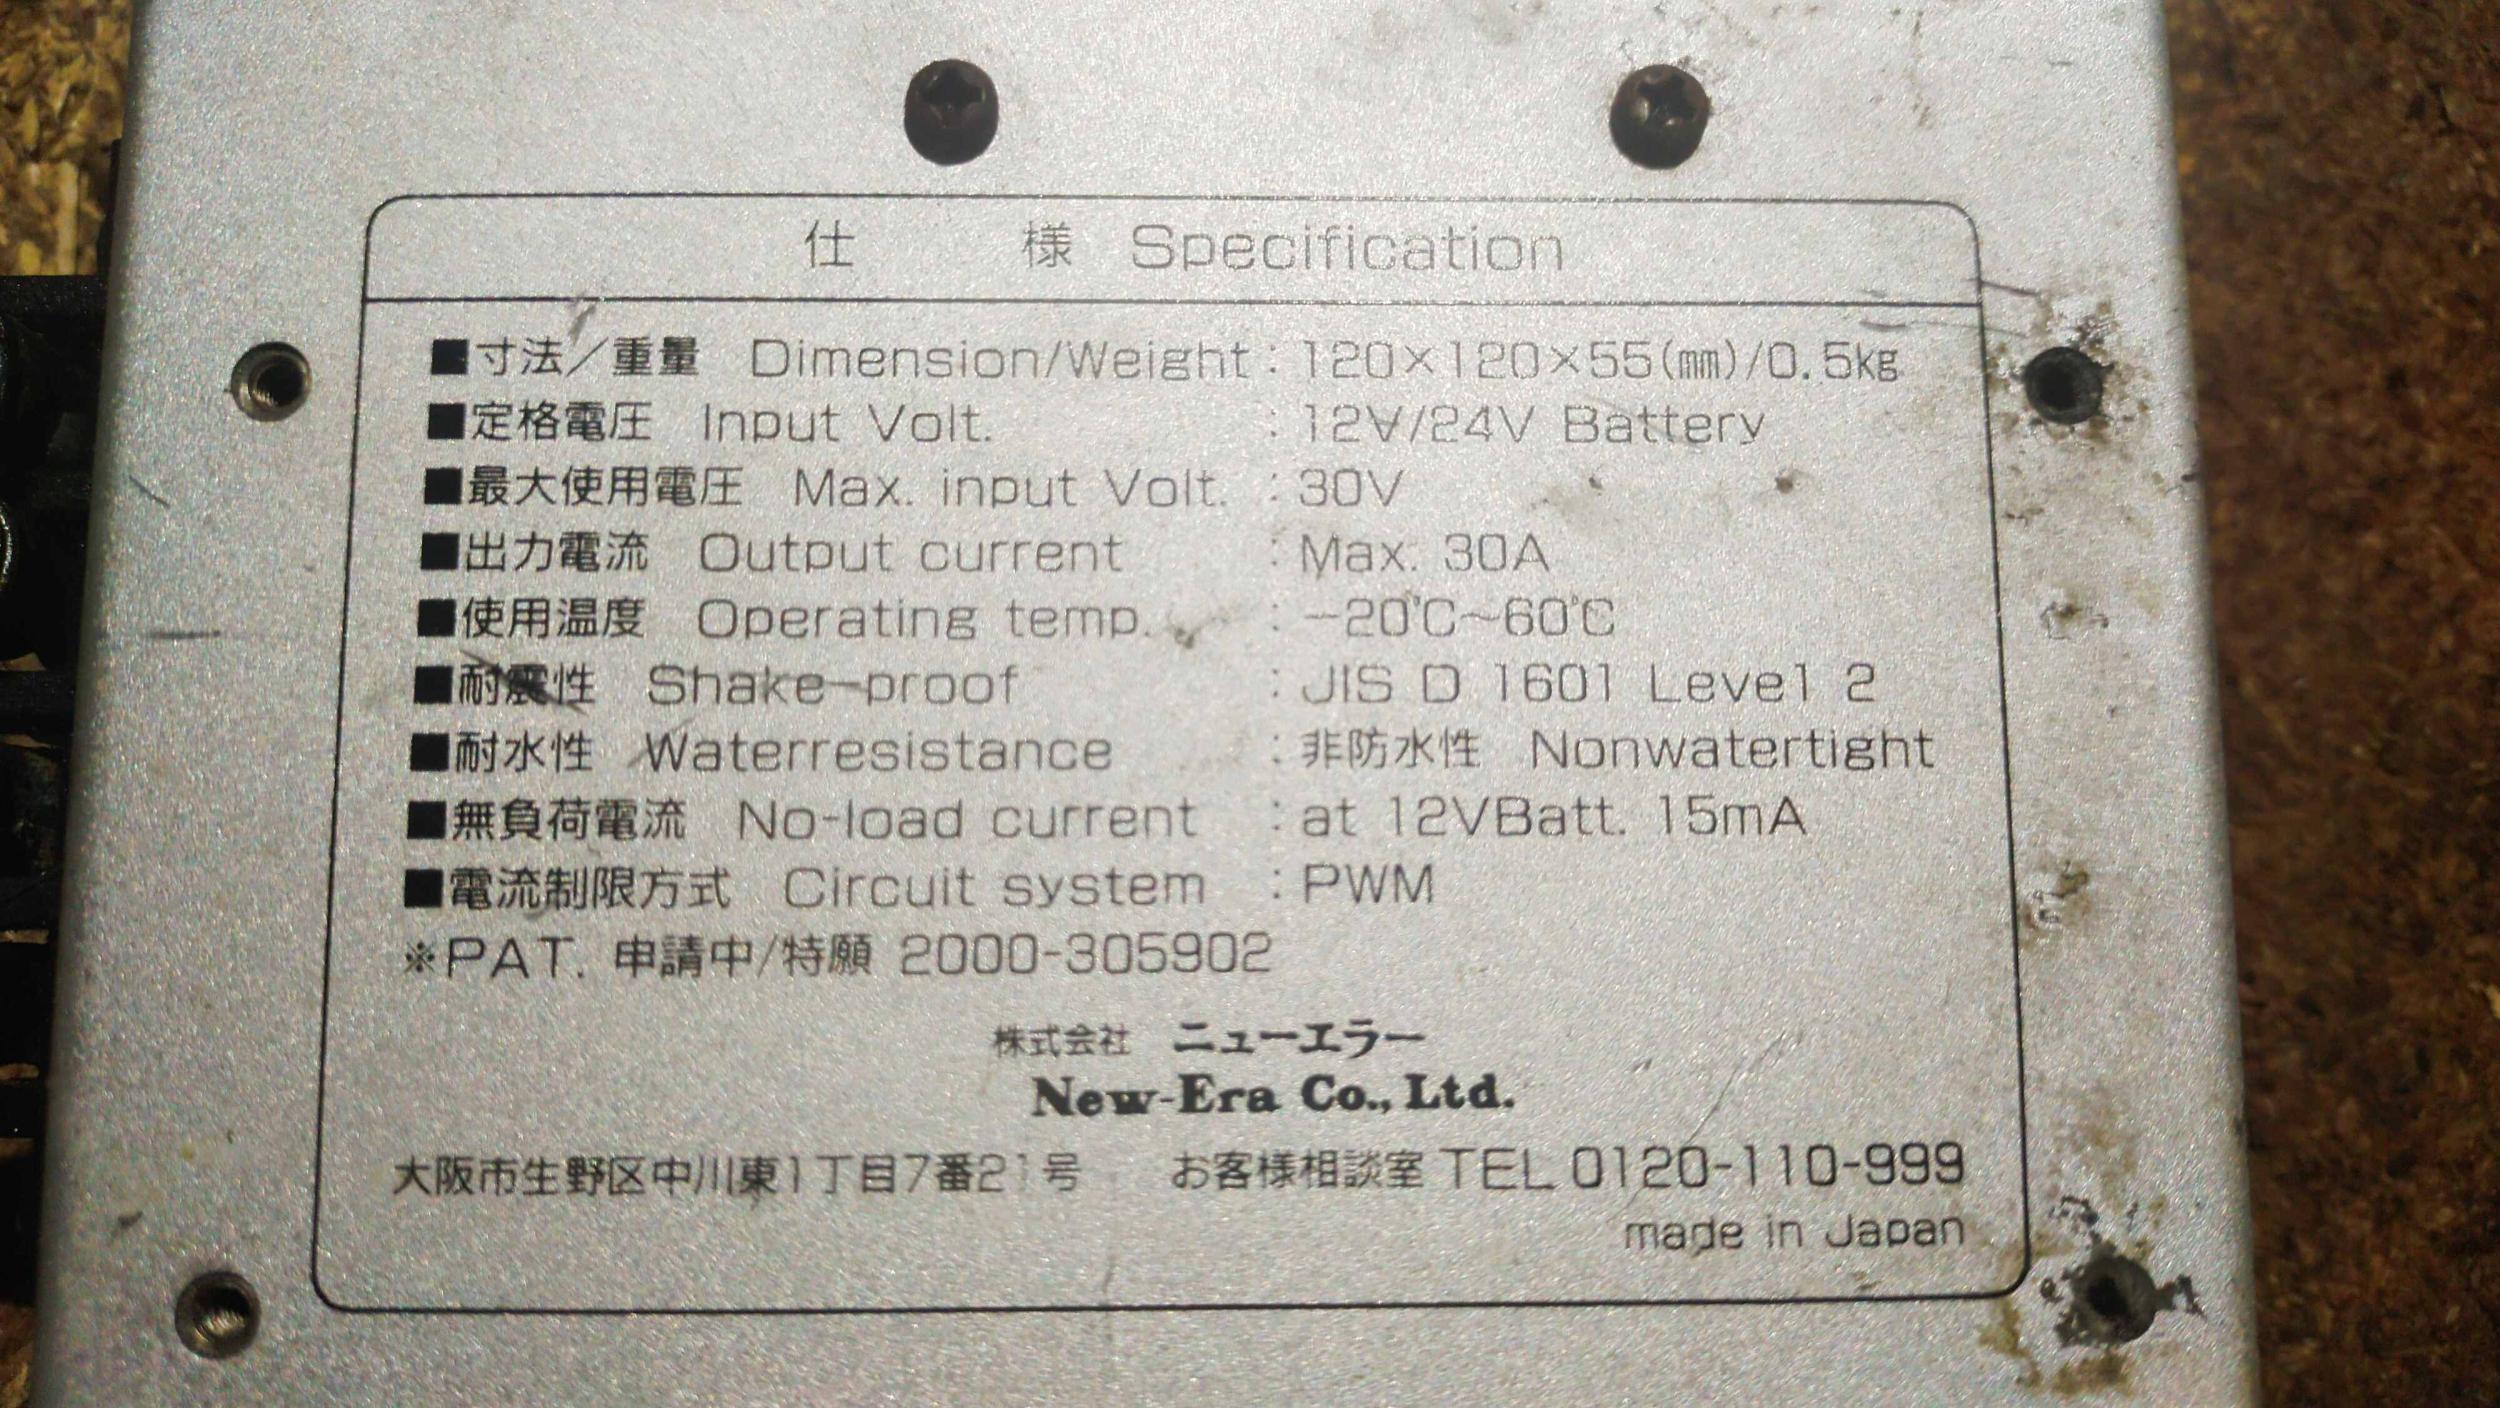 仕様 Specification
■寸法／重量 Dimension/Weight : 120×120×55(㎜)/0.5kg
■定格電圧 Input Volt. : 12V/24V Battery
■最大使用電圧 Max. input Volt. : 30V
■出力電流 Output current : Max. 30A
■使用温度 Operating temp. : −20℃~60℃
■耐震性 Shake-proof : JIS D 1601 Level 2
■耐水性 Waterresistance : 非防水性 Nonwatertight
■無負荷電流 No-load current : at 12VBatt. 15mA
■電流制限方式 Circuit system : PWM
※PAT. 申請中/特願 2000-305902
株式会社 ニューエラー
New-Era Co., Ltd.
大阪市生野区中川東1丁目7番21号 お客様相談室 TEL 0120-110-999
made in Japan